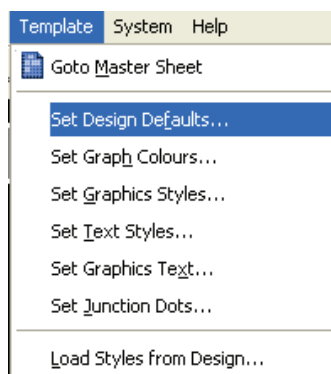 Template System Help
Goto Master Sheet
Set Design Defaults...
Set Graph Colours...
Set Graphics Styles...
Set Text Styles...
Set Graphics Text...
Set Junction Dots...
Load Styles from Design...